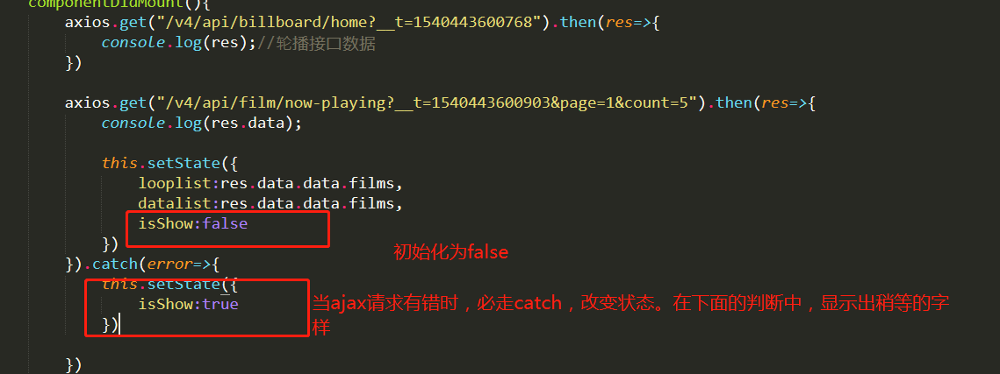 componentDidMount(){
axios.get("/v4/api/billboard/home?__t=1540443600768").then(res=>{
console.log(res);//轮播接口数据
})
axios.get("/v4/api/film/now-playing?__t=1540443600903&page=1&count=5").then(res=>{
console.log(res.data);
this.setState({
looplist:res.data.data.films,
datalist:res.data.data.films,
isShow:false
})
初始化为false
}).catch(error=>{
this.setState({
isShow:true
})
当ajax请求有错时，必走catch，改变状态。在下面的判断中，显示出稍等的字
样
})